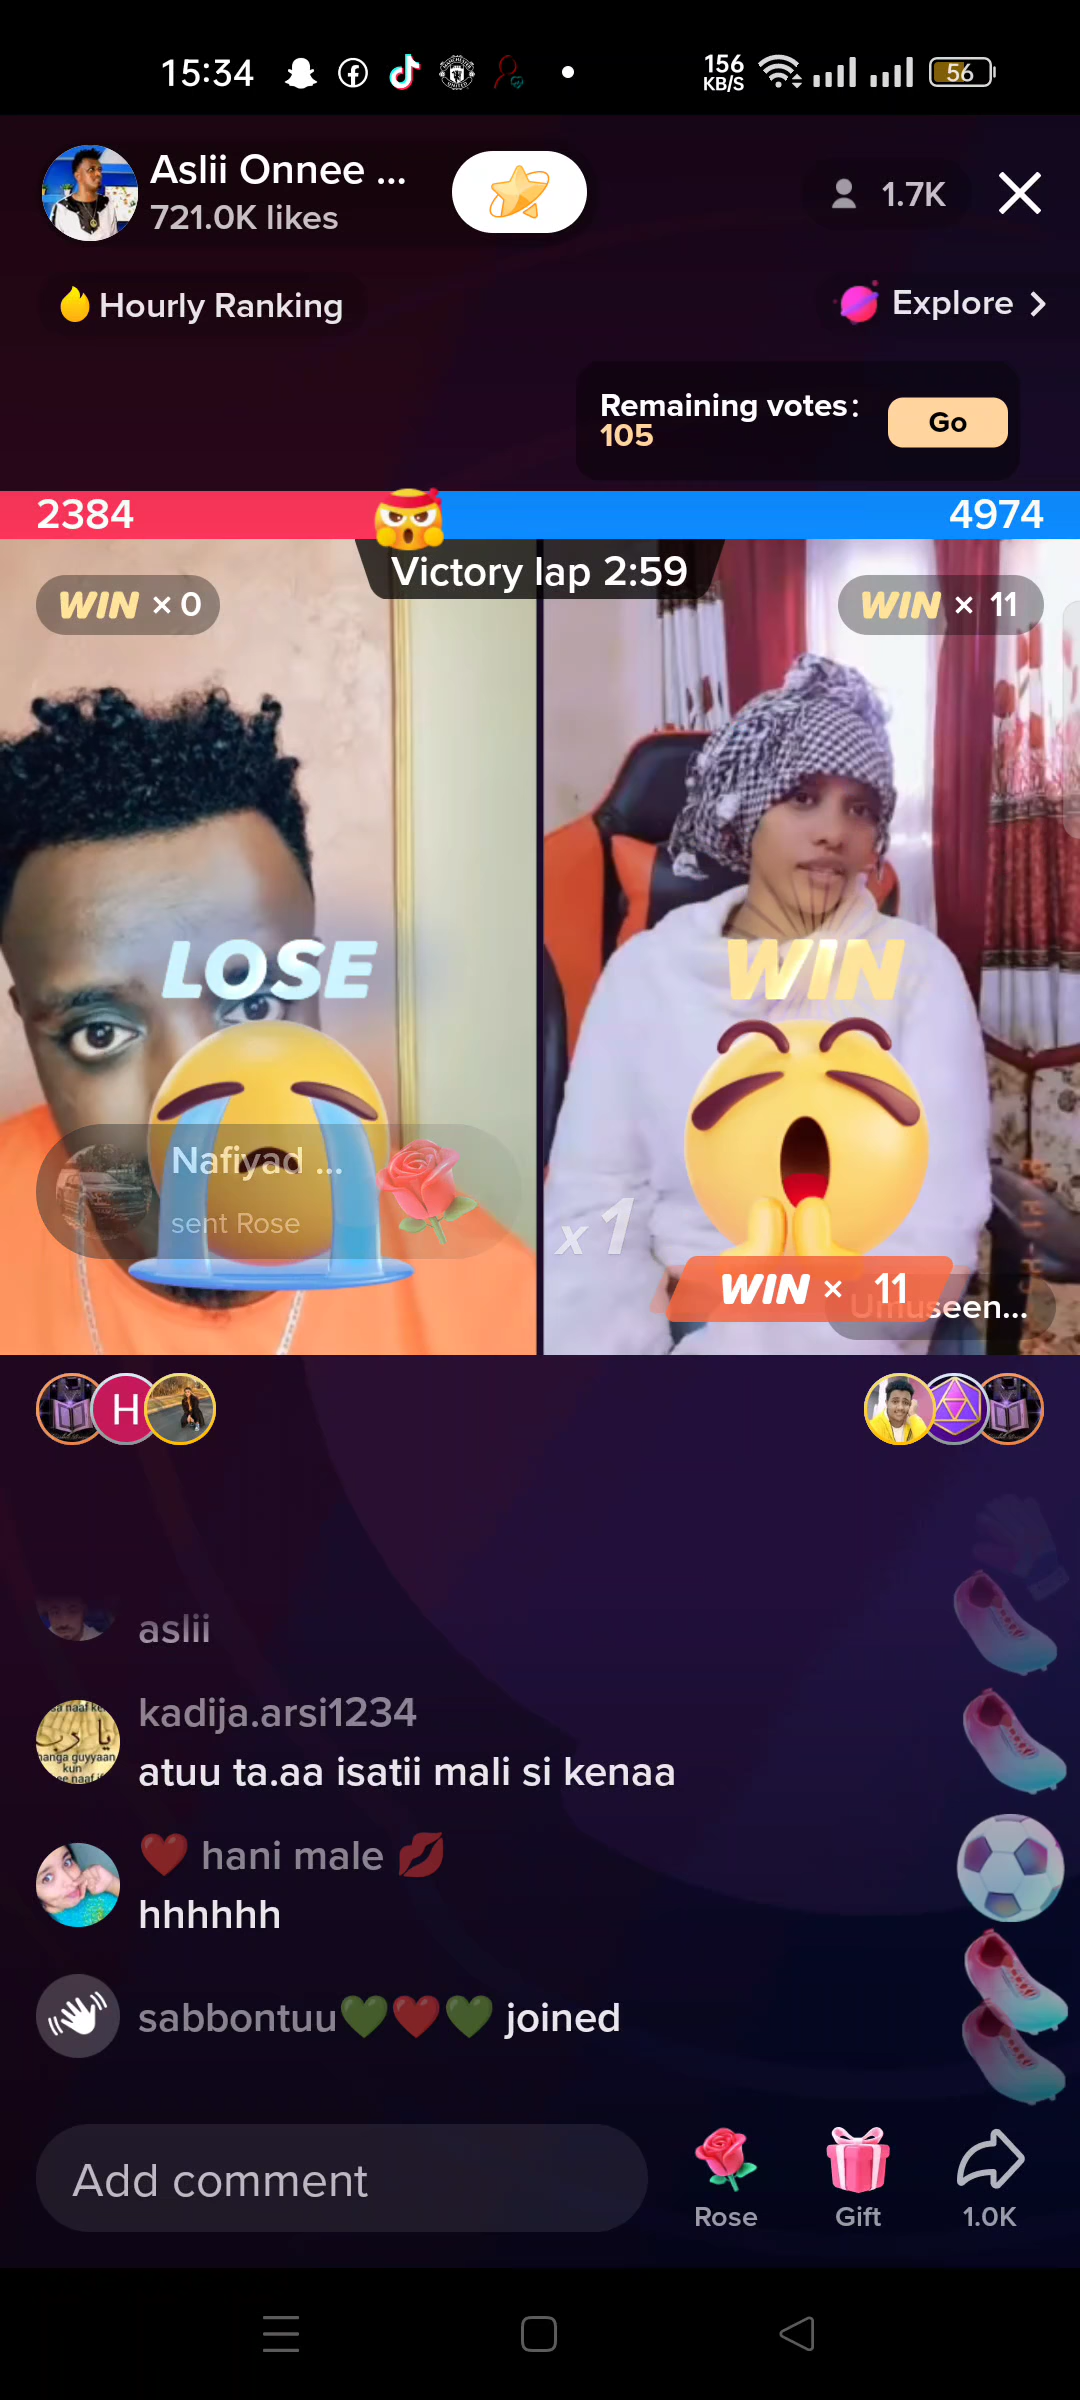 15:34
156
KB/S
56
Aslii Onnee ...
721.0K likes
1.7K
Hourly Ranking
Explore
Remaining votes:
105
Go
2384
4974
Victory lap 2:59
WIN × 0
WIN × 11
LOSE
WIN
Nafiyad ...
sent Rose
x1
WIN × 11
Umuseen...
H
aslii
kadija.arsi1234
atuu ta.aa isatii mali si kenaa
hani male
hhhhhh
sabbontuu joined
Add comment
Rose
Gift
1.0K